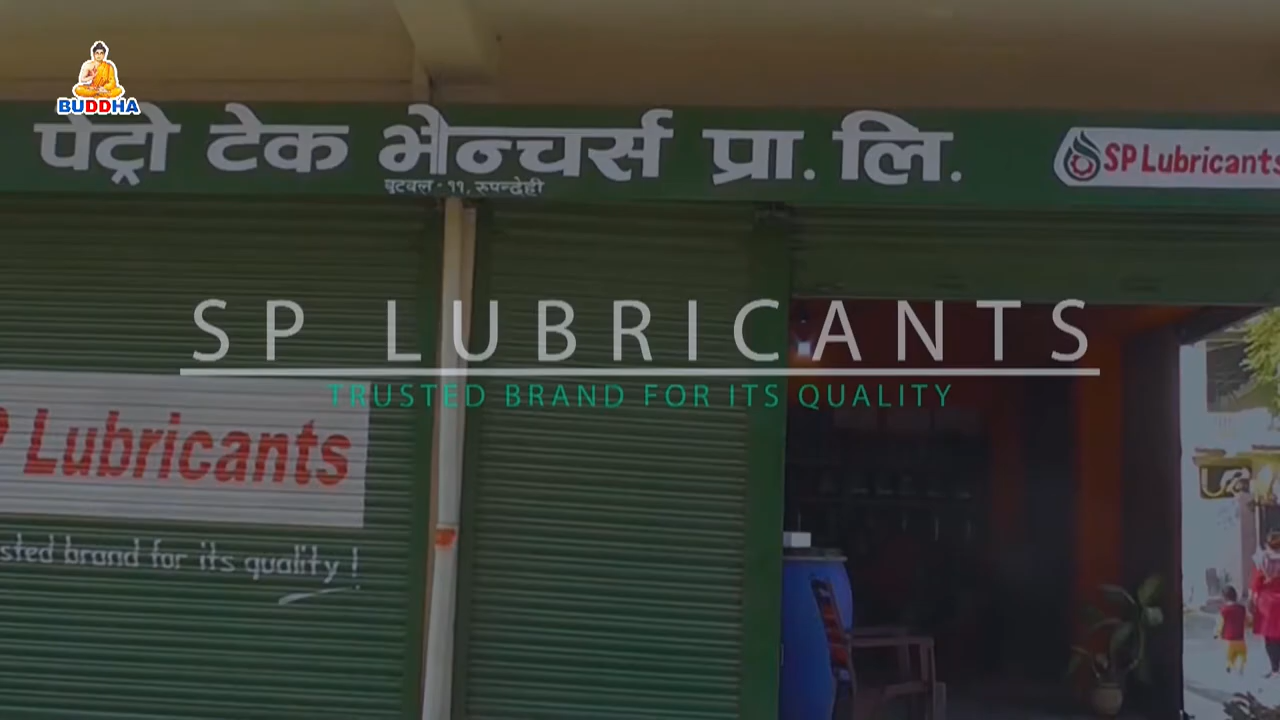 BUDDHA
पेट्रो टेक भेन्चर्स प्रा. लि.
बुटवल - ११, रुपन्देही
SP Lubricants
SP LUBRICANTS
TRUSTED BRAND FOR ITS QUALITY
Lubricants
brand for its quality !